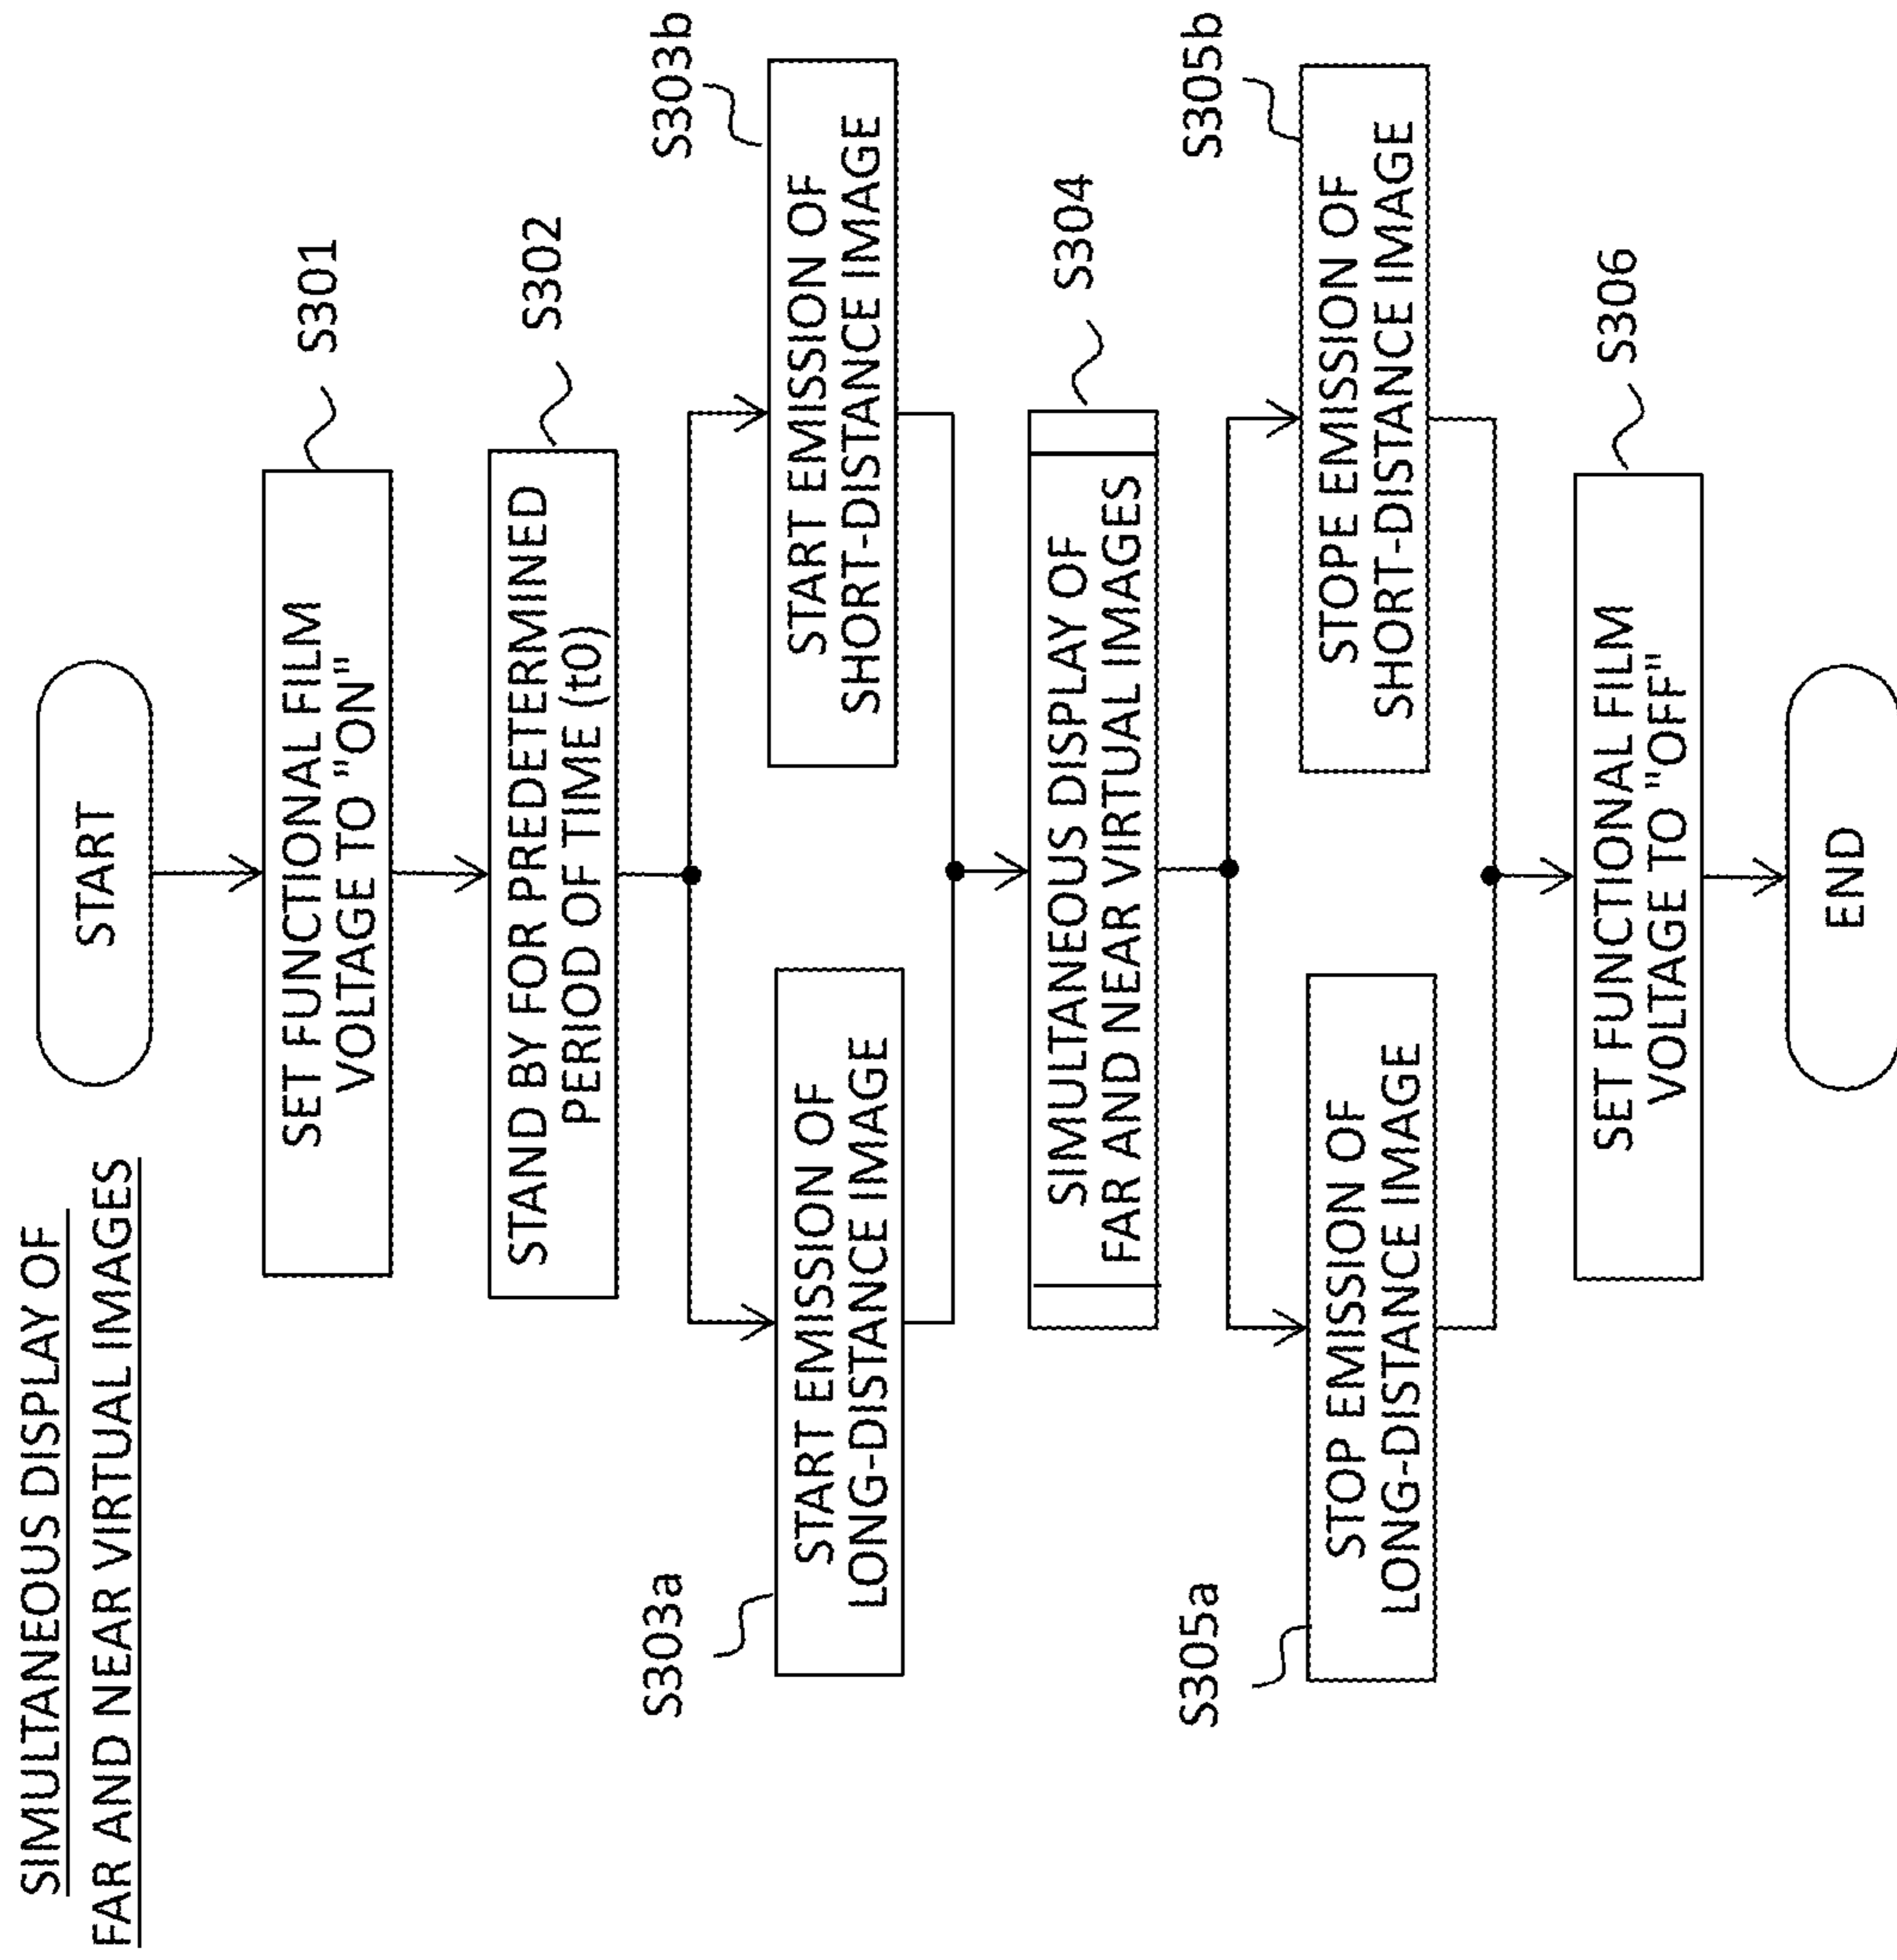 SIMULTANEOUS DISPLAY OF
FAR AND NEAR VIRTUAL IMAGES
START
SET FUNCTIONAL FILM
VOLTAGE TO "ON"
S301
STAND BY FOR PREDETERMINED
PERIOD OF TIME (t0)
S302
S303a
START EMISSION OF
LONG-DISTANCE IMAGE
S303b
START EMISSION OF
SHORT-DISTANCE IMAGE
SIMULTANEOUS DISPLAY OF
FAR AND NEAR VIRTUAL IMAGES
S304
S305a
STOP EMISSION OF
LONG-DISTANCE IMAGE
S305b
STOPE EMISSION OF
SHORT-DISTANCE IMAGE
SET FUNCTIONAL FILM
VOLTAGE TO "OFF"
S306
END